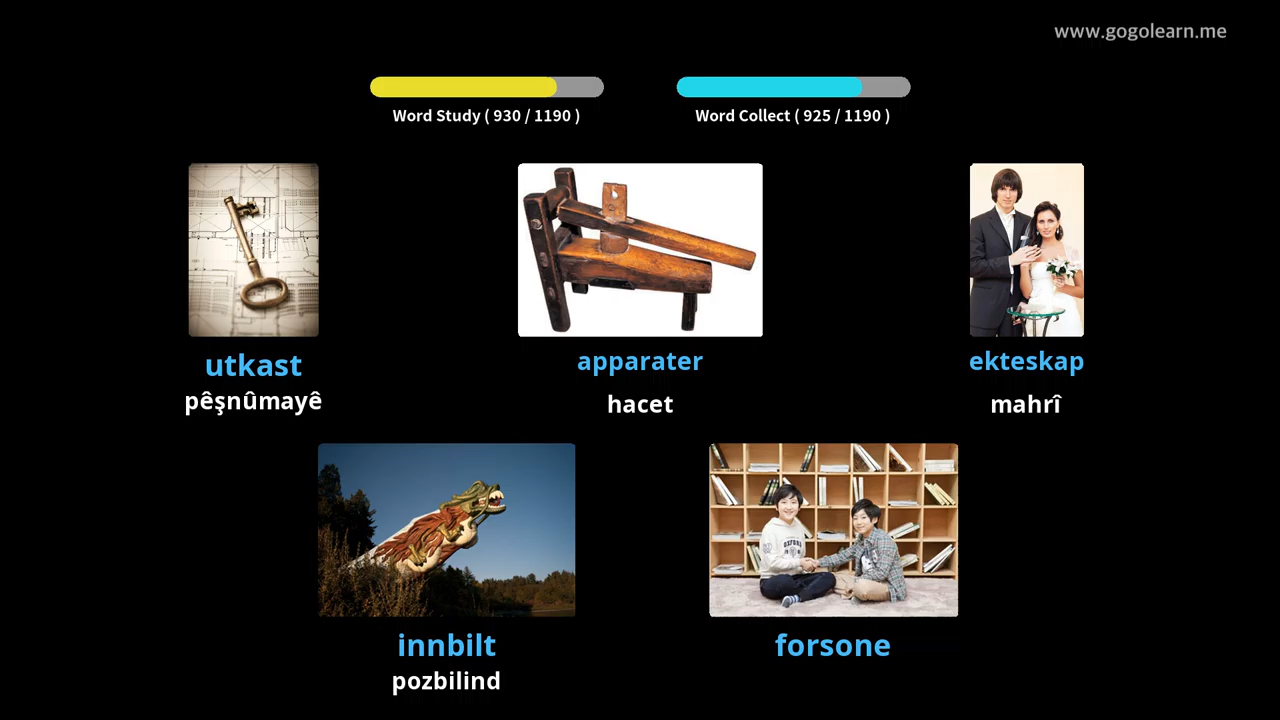 www.gogolearn.me
Word Study ( 930 / 1190 )
Word Collect ( 925 / 1190 )
utkast
pêşnûmayê
apparater
hacet
ekteskap
mahrî
innbilt
pozbilind
forsone